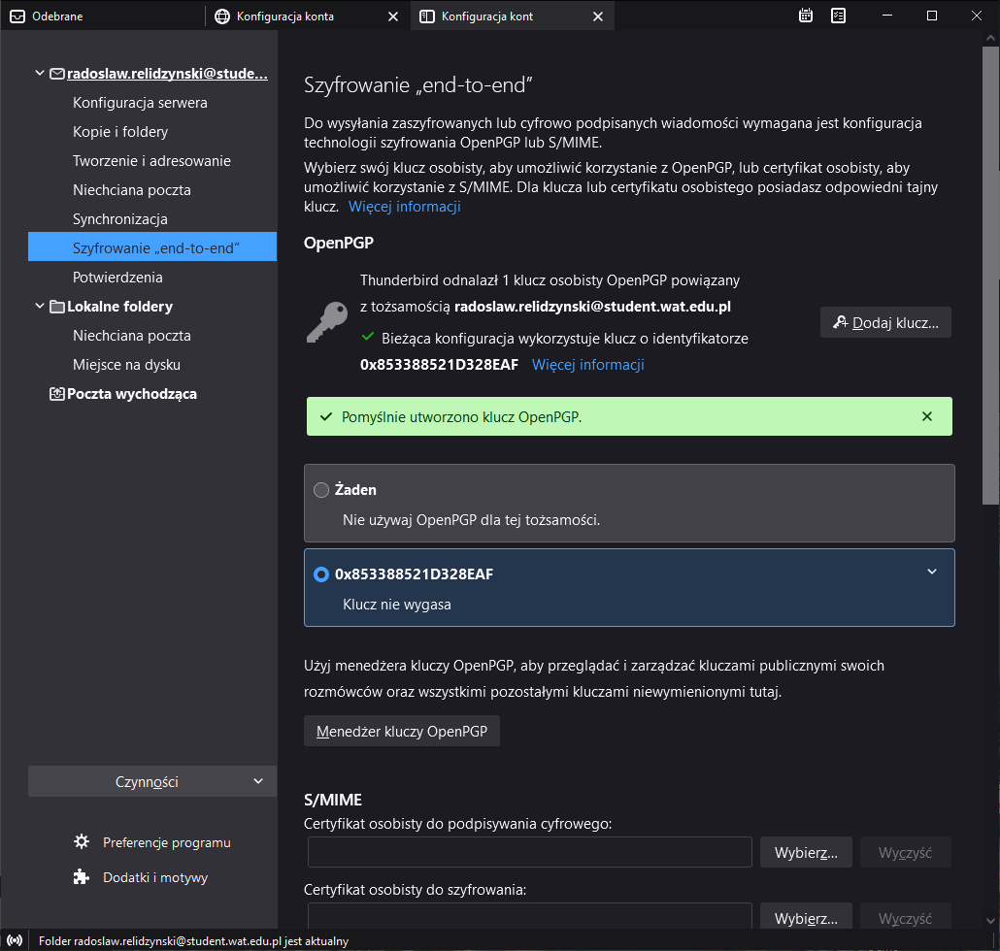 Odebrane
Konfiguracja konta
Konfiguracja kont
radoslaw.relidzynski@stude...
Konfiguracja serwera
Kopie i foldery
Tworzenie i adresowanie
Niechciana poczta
Synchronizacja
Szyfrowanie „end-to-end”
Potwierdzenia
Lokalne foldery
Niechciana poczta
Miejsce na dysku
Poczta wychodząca
Czynności
Preferencje programu
Dodatki i motywy
Szyfrowanie „end-to-end”
Do wysyłania zaszyfrowanych lub cyfrowo podpisanych wiadomości wymagana jest konfiguracja
technologii szyfrowania OpenPGP lub S/MIME.
Wybierz swój klucz osobisty, aby umożliwić korzystanie z OpenPGP, lub certyfikat osobisty, aby
umożliwić korzystanie z S/MIME. Dla klucza lub certyfikatu osobistego posiadasz odpowiedni tajny
klucz. Więcej informacji
OpenPGP
Thunderbird odnalazł 1 klucz osobisty OpenPGP powiązany
z tożsamością radoslaw.relidzynski@student.wat.edu.pl
Bieżąca konfiguracja wykorzystuje klucz o identyfikatorze
0x853388521D328EAF Więcej informacji
Dodaj klucz...
Pomyślnie utworzono klucz OpenPGP.
Żaden
Nie używaj OpenPGP dla tej tożsamości.
0x853388521D328EAF
Klucz nie wygasa
Użyj menedżera kluczy OpenPGP, aby przeglądać i zarządzać kluczami publicznymi swoich
rozmówców oraz wszystkimi pozostałymi kluczami niewymienionymi tutaj.
Menedżer kluczy OpenPGP
S/MIME
Certyfikat osobisty do podpisywania cyfrowego:
Wybierz... Wyczyść
Certyfikat osobisty do szyfrowania:
Wybierz... Wyczyść
Folder radoslaw.relidzynski@student.wat.edu.pl jest aktualny